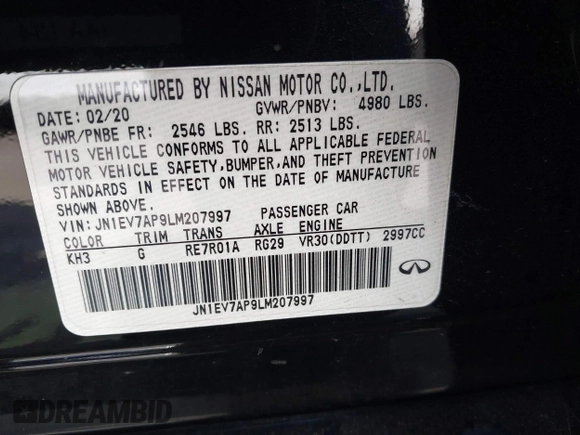 MANUFACTURED BY NISSAN MOTOR CO.,LTD.
DATE: 02/20 GVWR/PNBV: 4980 LBS.
GAWR/PNBE FR: 2546 LBS. RR: 2513 LBS.
THIS VEHICLE CONFORMS TO ALL APPLICABLE FEDERAL
MOTOR VEHICLE SAFETY, BUMPER, AND THEFT PREVENTION
STANDARDS IN EFFECT ON THE DATE OF MANUFACTURE
SHOWN ABOVE.
VIN: JN1EV7AP9LM207997 PASSENGER CAR
COLOR TRIM TRANS AXLE ENGINE
KH3 G RE7R01A RG29 VR30(DDTT) 2997CC
JN1EV7AP9LM207997
DREAMBID